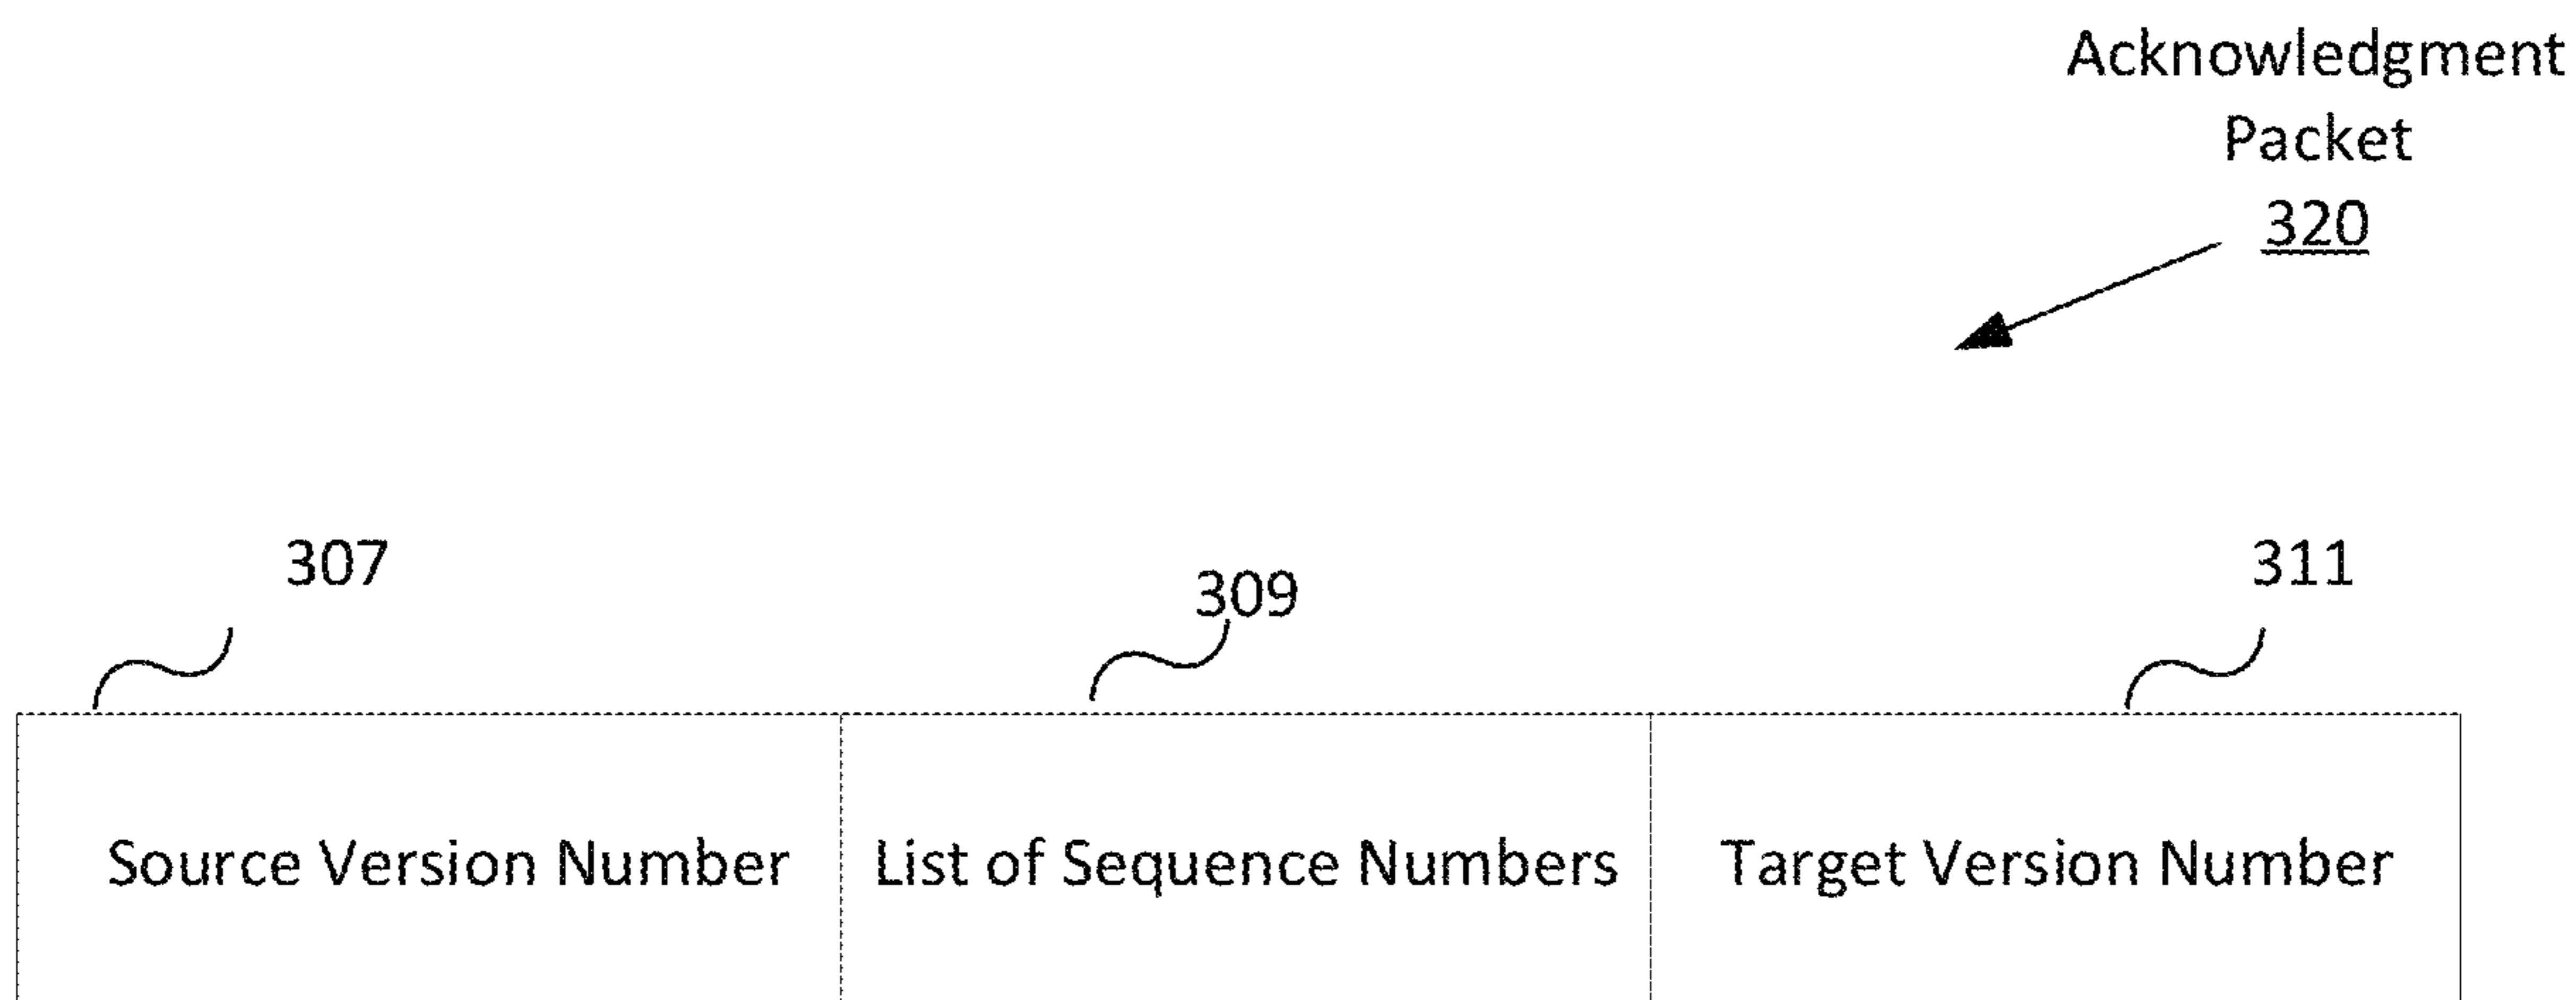 Acknowledgment
Packet
320
307
309
311
Source Version Number
List of Sequence Numbers
Target Version Number